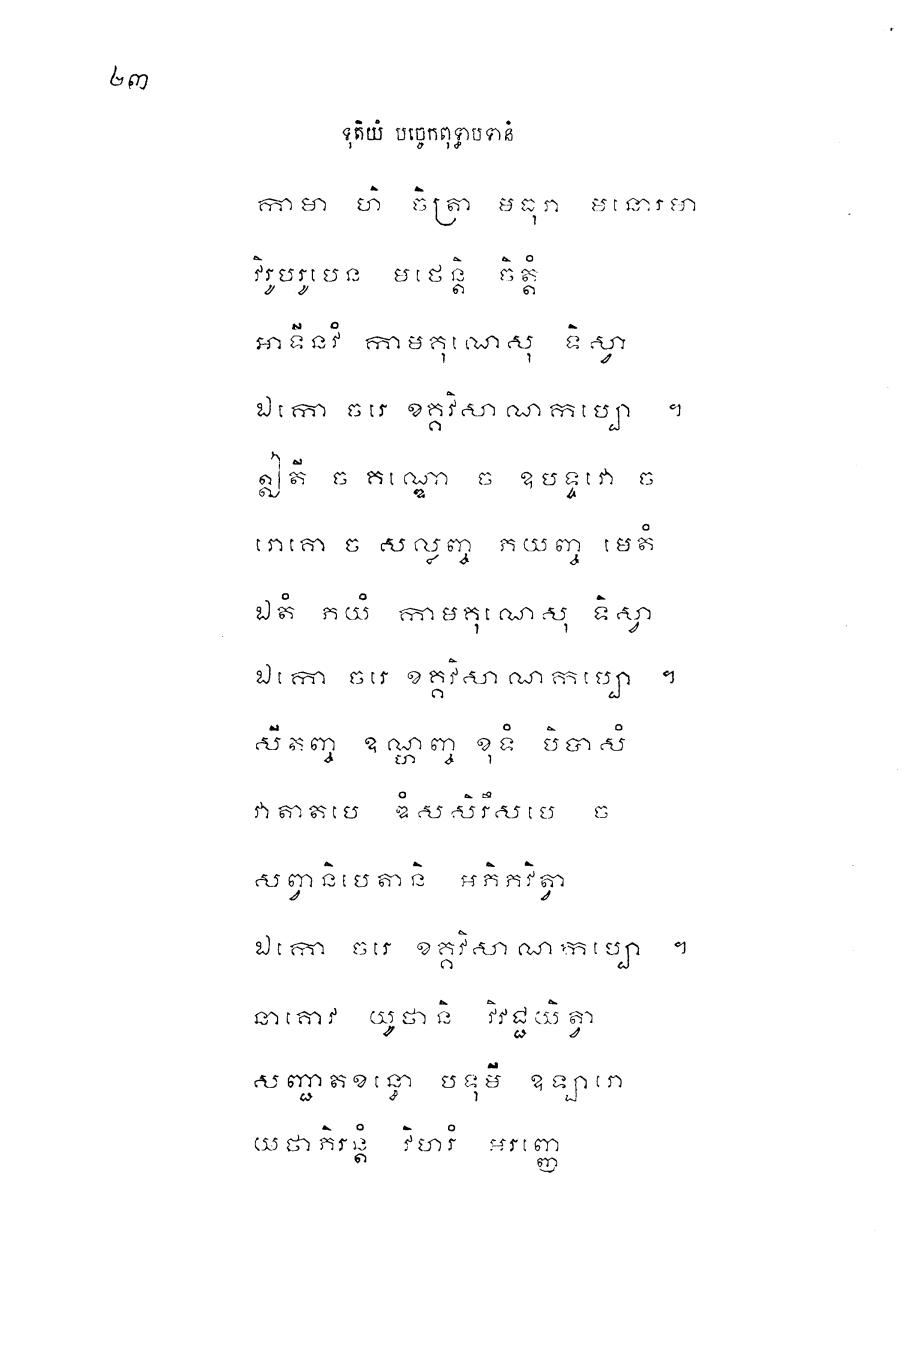 ២៣
ទុតិយំ បច្ចេកពុទ្ធាបទានំ
កាមា ហិ ចិត្រា មធុរា មនោរមា
វិរូបរូបេន មថេន្តិ ចិត្តំ
អាទីនវំ កាមគុណេសុ ទិស្វា
ឯកោ ចរេ ខគ្គវិសាណកប្បោ ។
ឦតី ច គណ្ឌោ ច ឧបទ្ទវោ ច
រោគោ ច សល្លញ្ច ភយញ្ច មេតំ
ឯតំ ភយំ កាមគុណេសុ ទិស្វា
ឯកោ ចរេ ខគ្គវិសាណកប្បោ ។
សីតញ្ច ឧណ្ហញ្ច ខុទំ បិបាសំ
វាតាតបេ ឌំសសិរីសបេ ច
សព្វានិបេតានិ អភិភវិត្វា
ឯកោ ចរេ ខគ្គវិសាណកប្បោ ។
នាគោវ យូថានិ វិវជ្ជយិត្វា
សញ្ជាតខន្ធោ បទុមី ឧឡារោ
យថាភិរន្តំ វិហរំ អរញ្ញេ